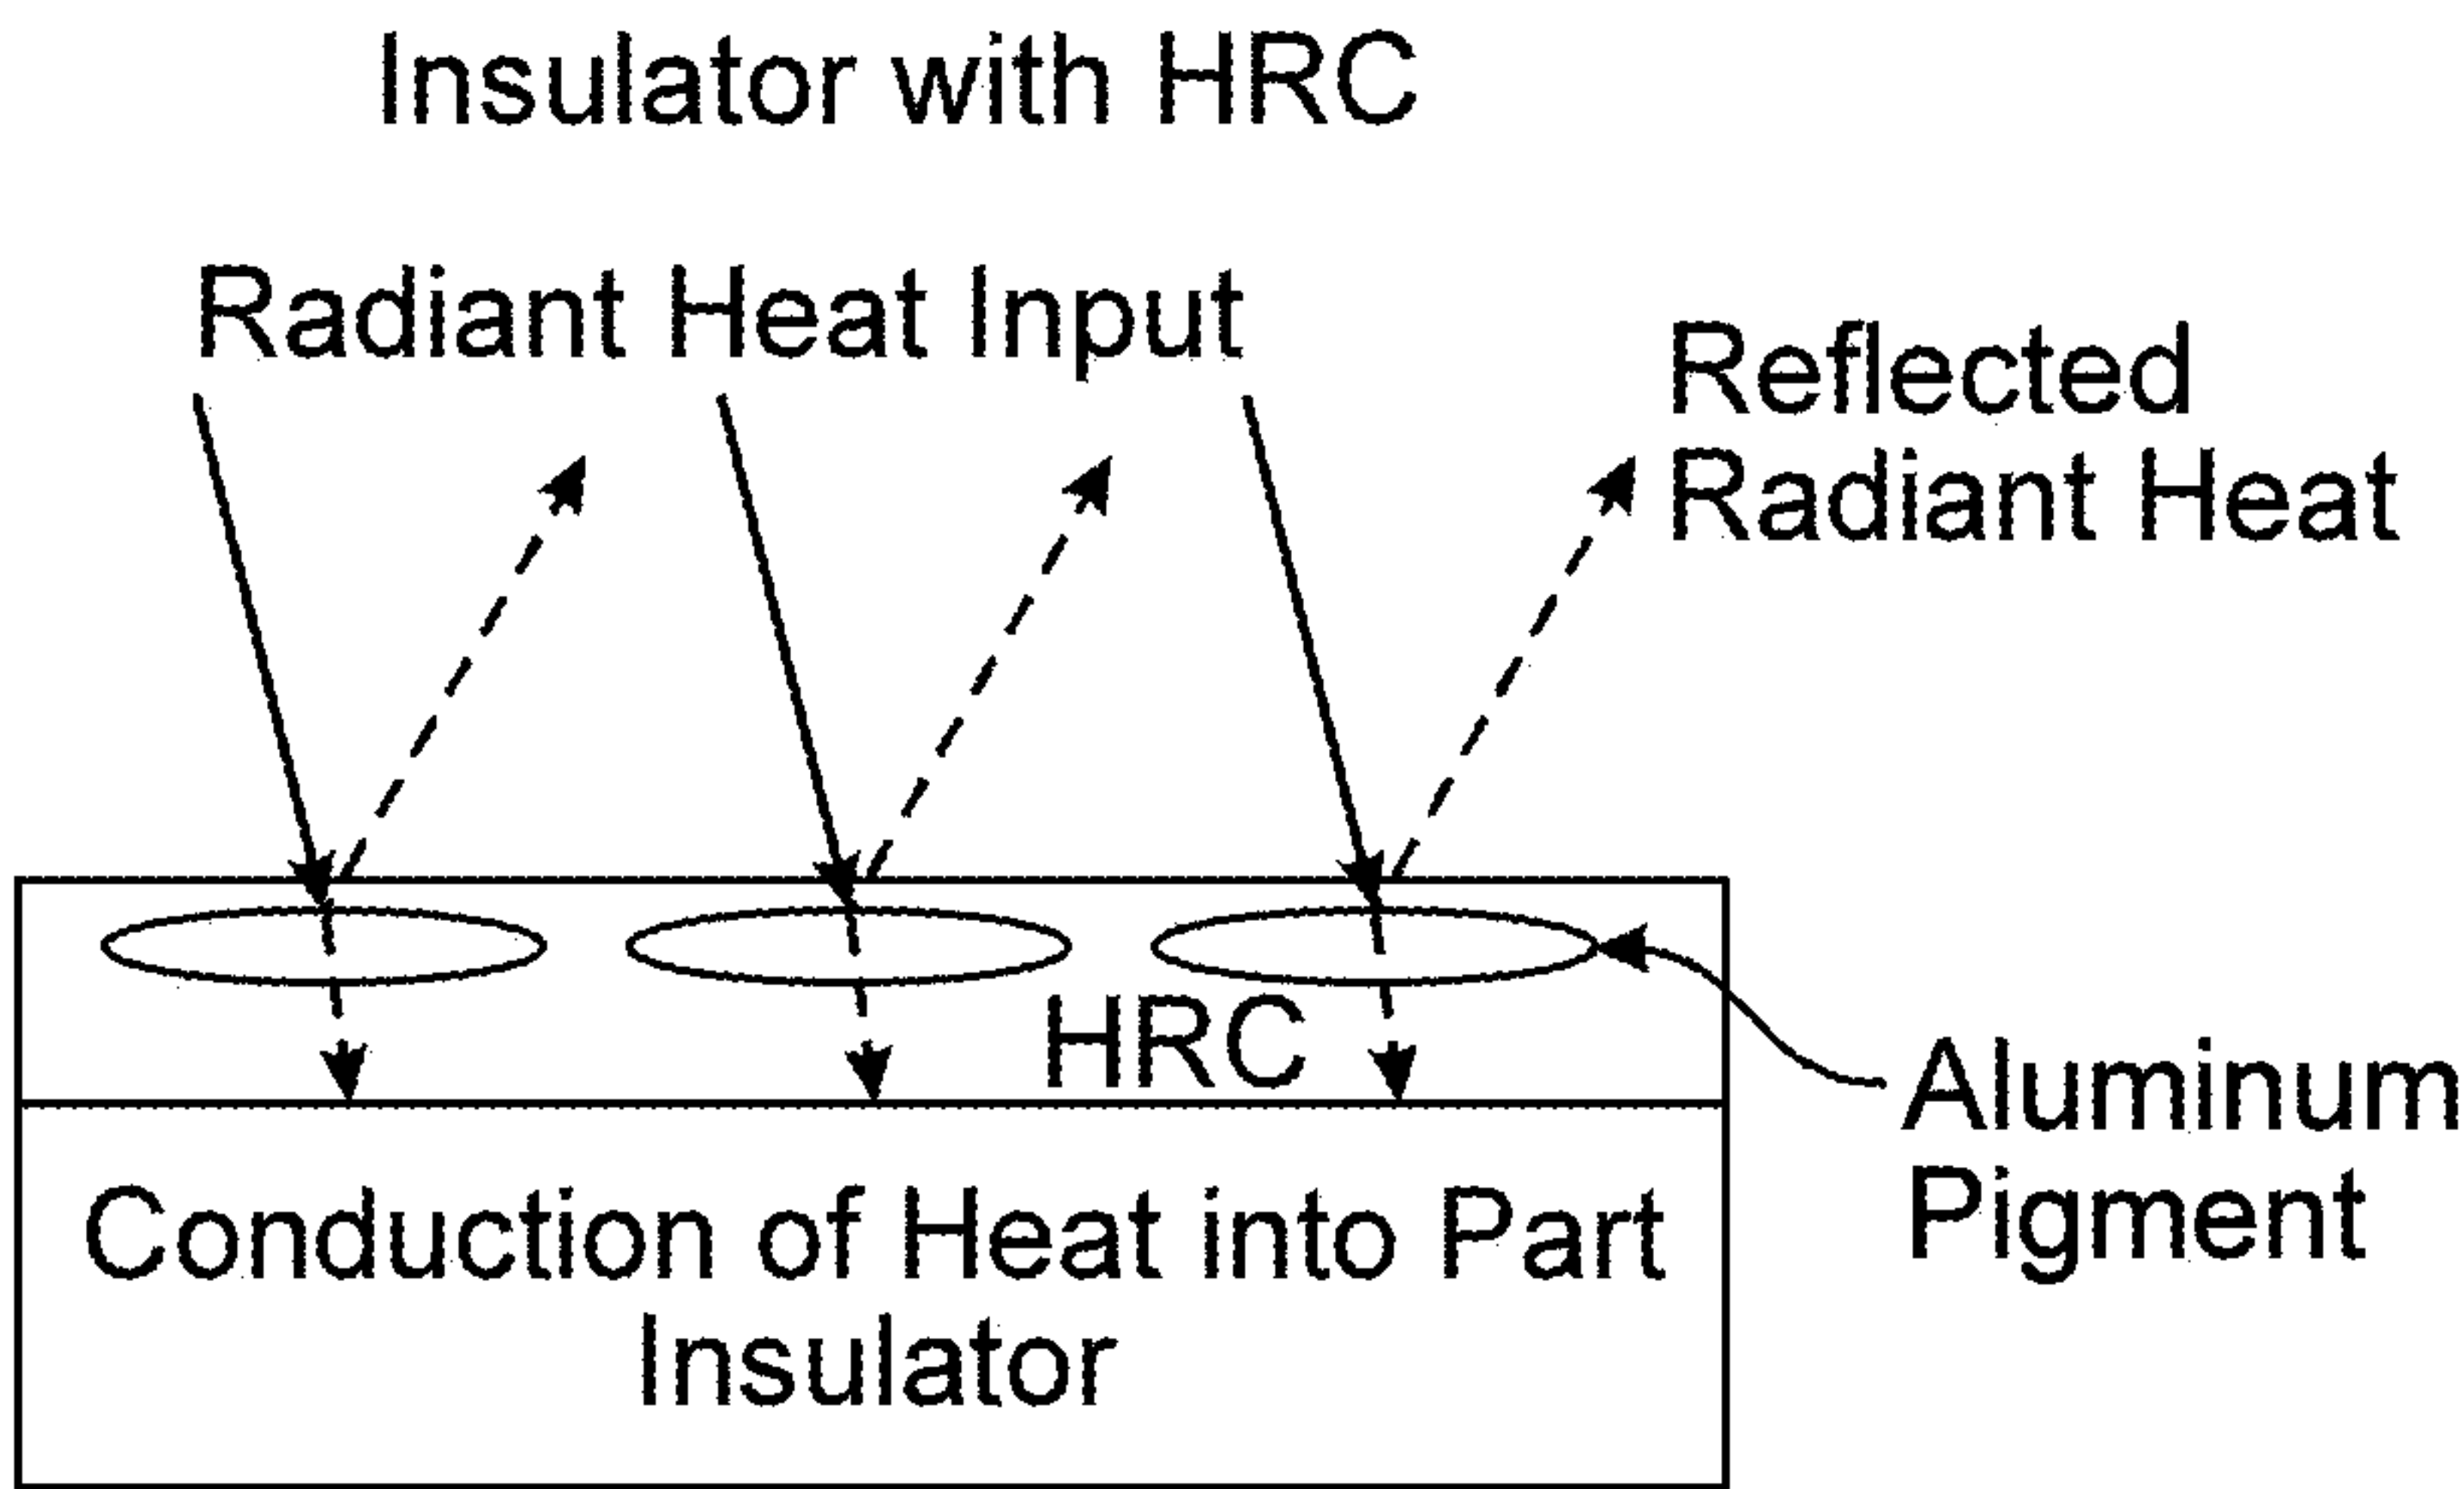 Insulator with HRC
Radiant Heat Input
Reflected
Radiant Heat
HRC
Aluminum
Pigment
Conduction of Heat into Part
Insulator